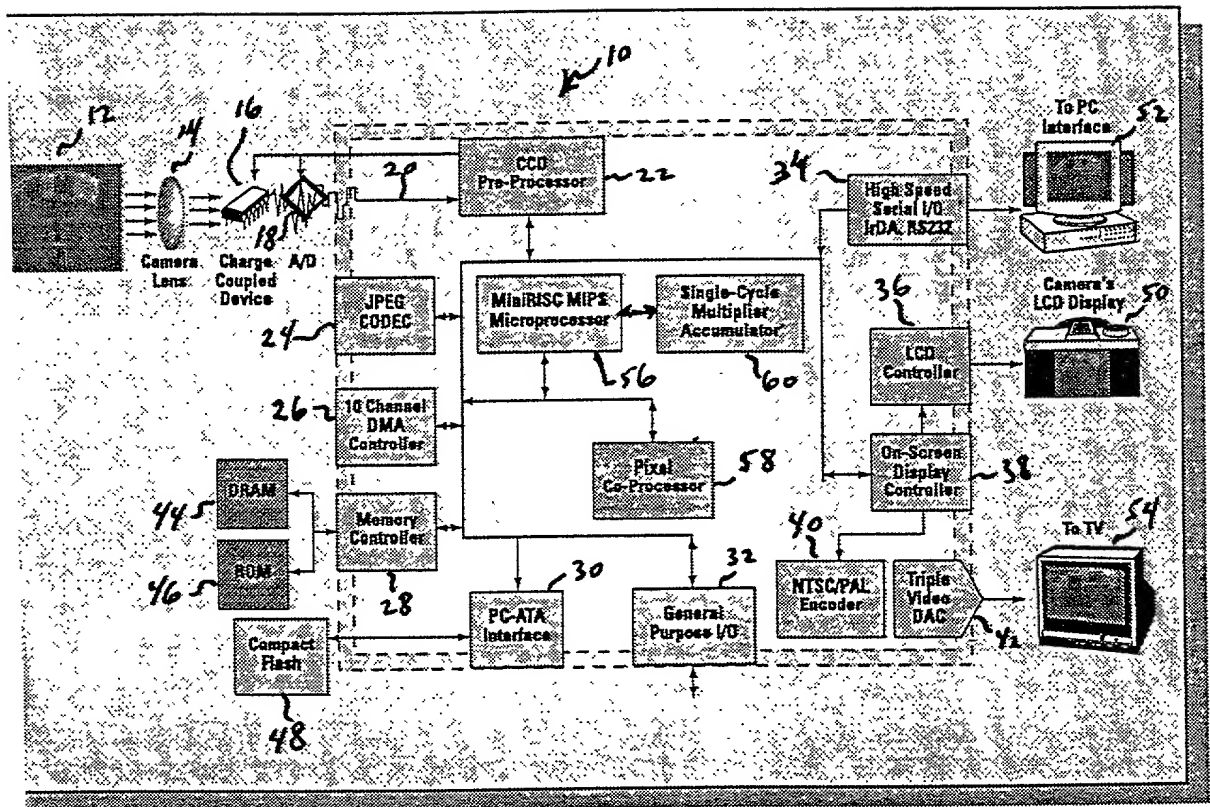 10
12
14
16
Camera
Lens
Charge
Coupled
Device
18
A/D
20
CCD
Pre-Processor
22
34
High Speed
Serial I/O
IrDA, RS232
To PC
Interface
52
24
JPEG
CODEC
MiniRISC MIPS
Microprocessor
56
Single-Cycle
Multiplier
Accumulator
60
36
LCD
Controller
Camera's
LCD Display
50
26
10 Channel
DMA
Controller
Pixal
Co-Processor
58
On-Screen
Display
Controller
38
44
DRAM
46
ROM
Memory
Controller
28
40
NTSC/PAL
Encoder
Triple
Video
DAC
42
To TV
54
30
PC-ATA
Interface
32
General
Purpose I/O
Compact
Flash
48